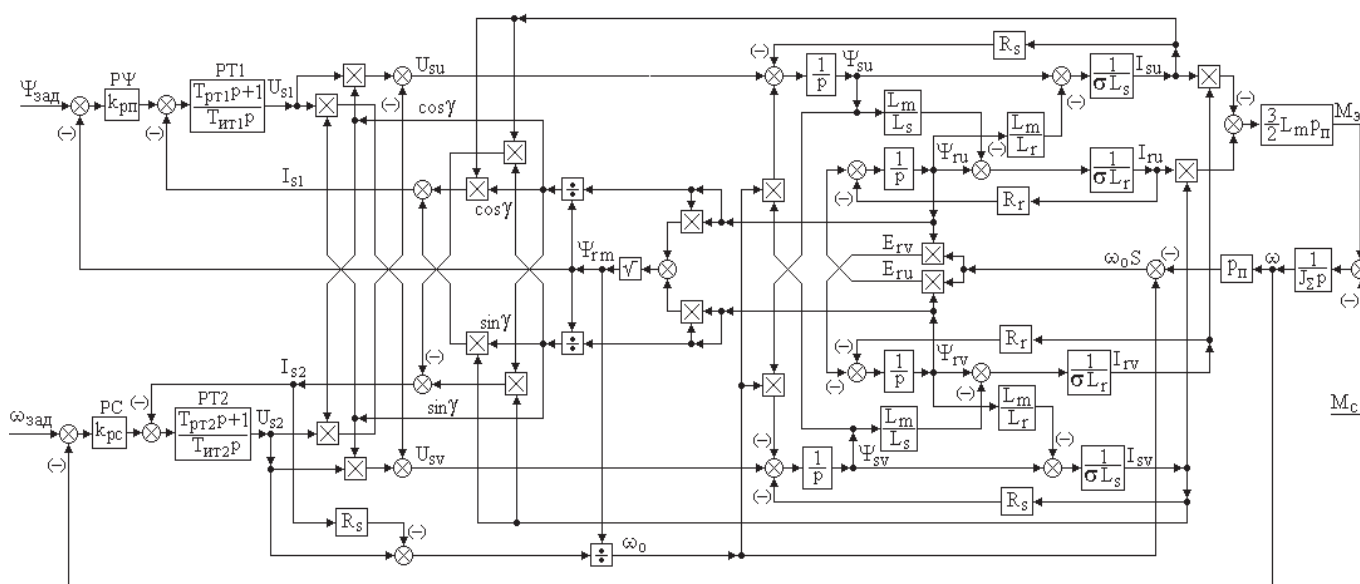 Ψзад
(-)
РΨ
kрп
(-)
РТ1
Tрт1p+1
Tит1p
Us1
(-)
Usu
cosγ
Is1
cosγ
Ψrm
√
÷
sinγ
÷
sinγ
(-)
Is2
ωзад
(-)
РС
kрс
(-)
РТ2
Tрт2p+1
Tит2p
Us2
Usv
Rs
(-)
÷
ω0
(-)
1
p
Ψsu
Rs
(-)
1
σLs
Isu
Lm
Ls
Lm
Lr
(-)
(-)
1
p
Ψru
1
σLr
Iru
Rr
Erv
Eru
ω0S
(-)
pп
ω
1
JΣp
(-)
3
2
Lmpп
Mэ
(-)
Mс
(-)
(-)
1
p
Ψrv
(-)
Rr
1
σLr
Irv
Lm
Ls
Lm
Lr
(-)
1
p
Ψsv
(-)
1
σLs
Isv
Rs